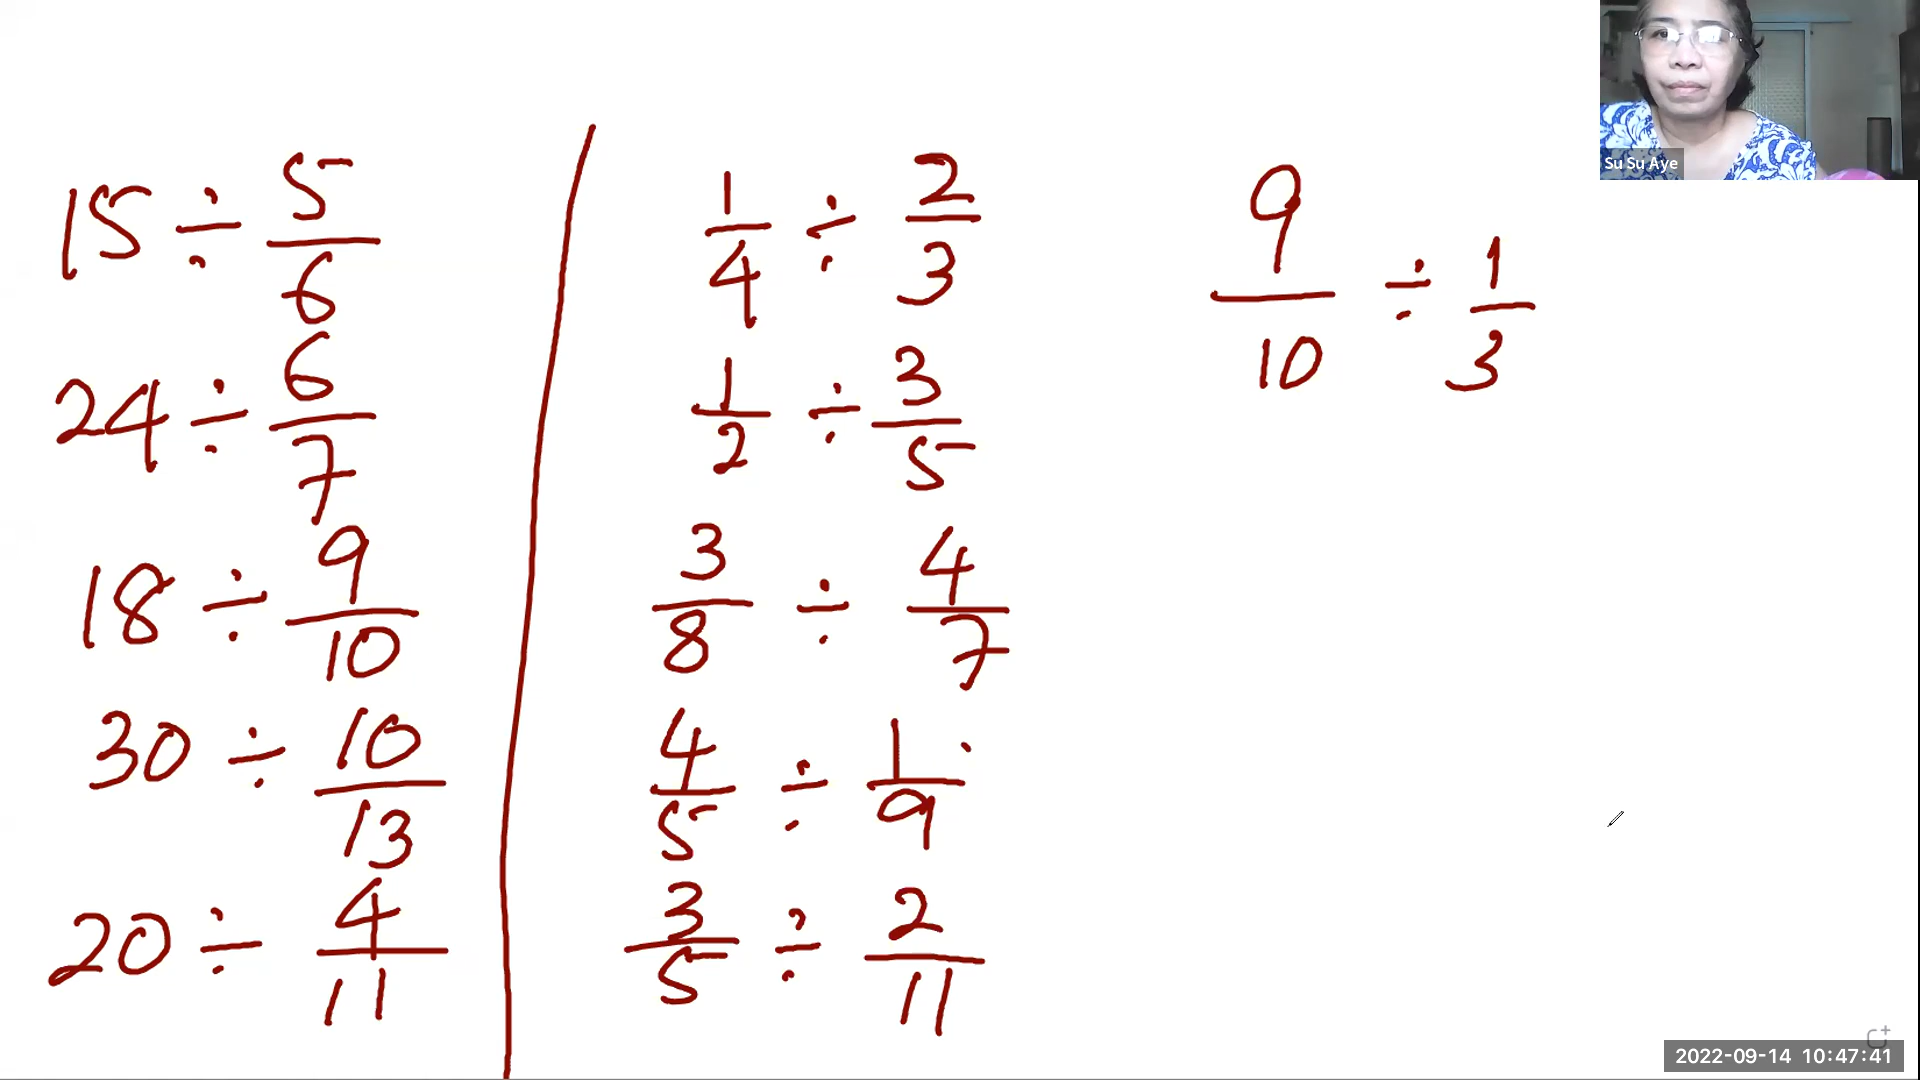 15 ÷ 5/6
24 ÷ 6/7
18 ÷ 9/10
30 ÷ 10/13
20 ÷ 4/11
1/4 ÷ 2/3
1/2 ÷ 3/5
3/8 ÷ 4/7
4/5 ÷ 1/9
3/5 ÷ 2/11
9/10 ÷ 1/3
Su Su Aye
2022-09-14 10:47:41